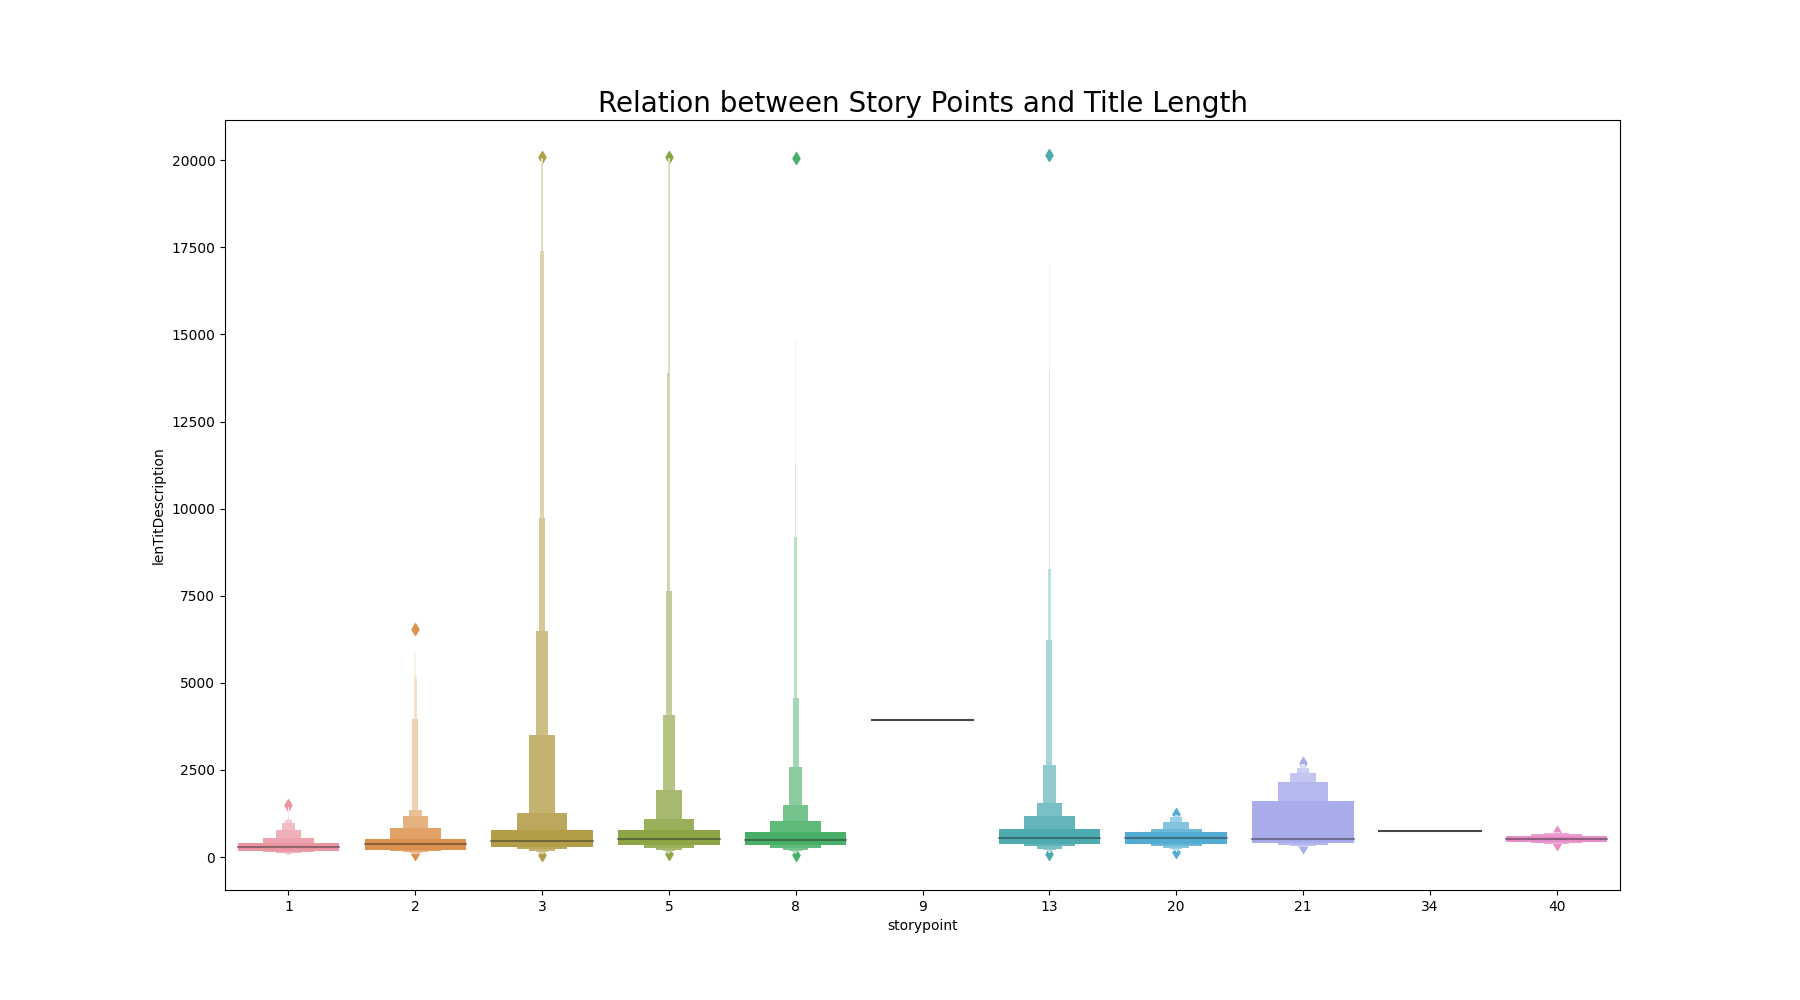 Relation between Story Points and Title Length
20000
17500
15000
12500
10000
7500
5000
2500
0
lenTitDescription
1 2 3 5 8 9 13 20 21 34 40
storypoint